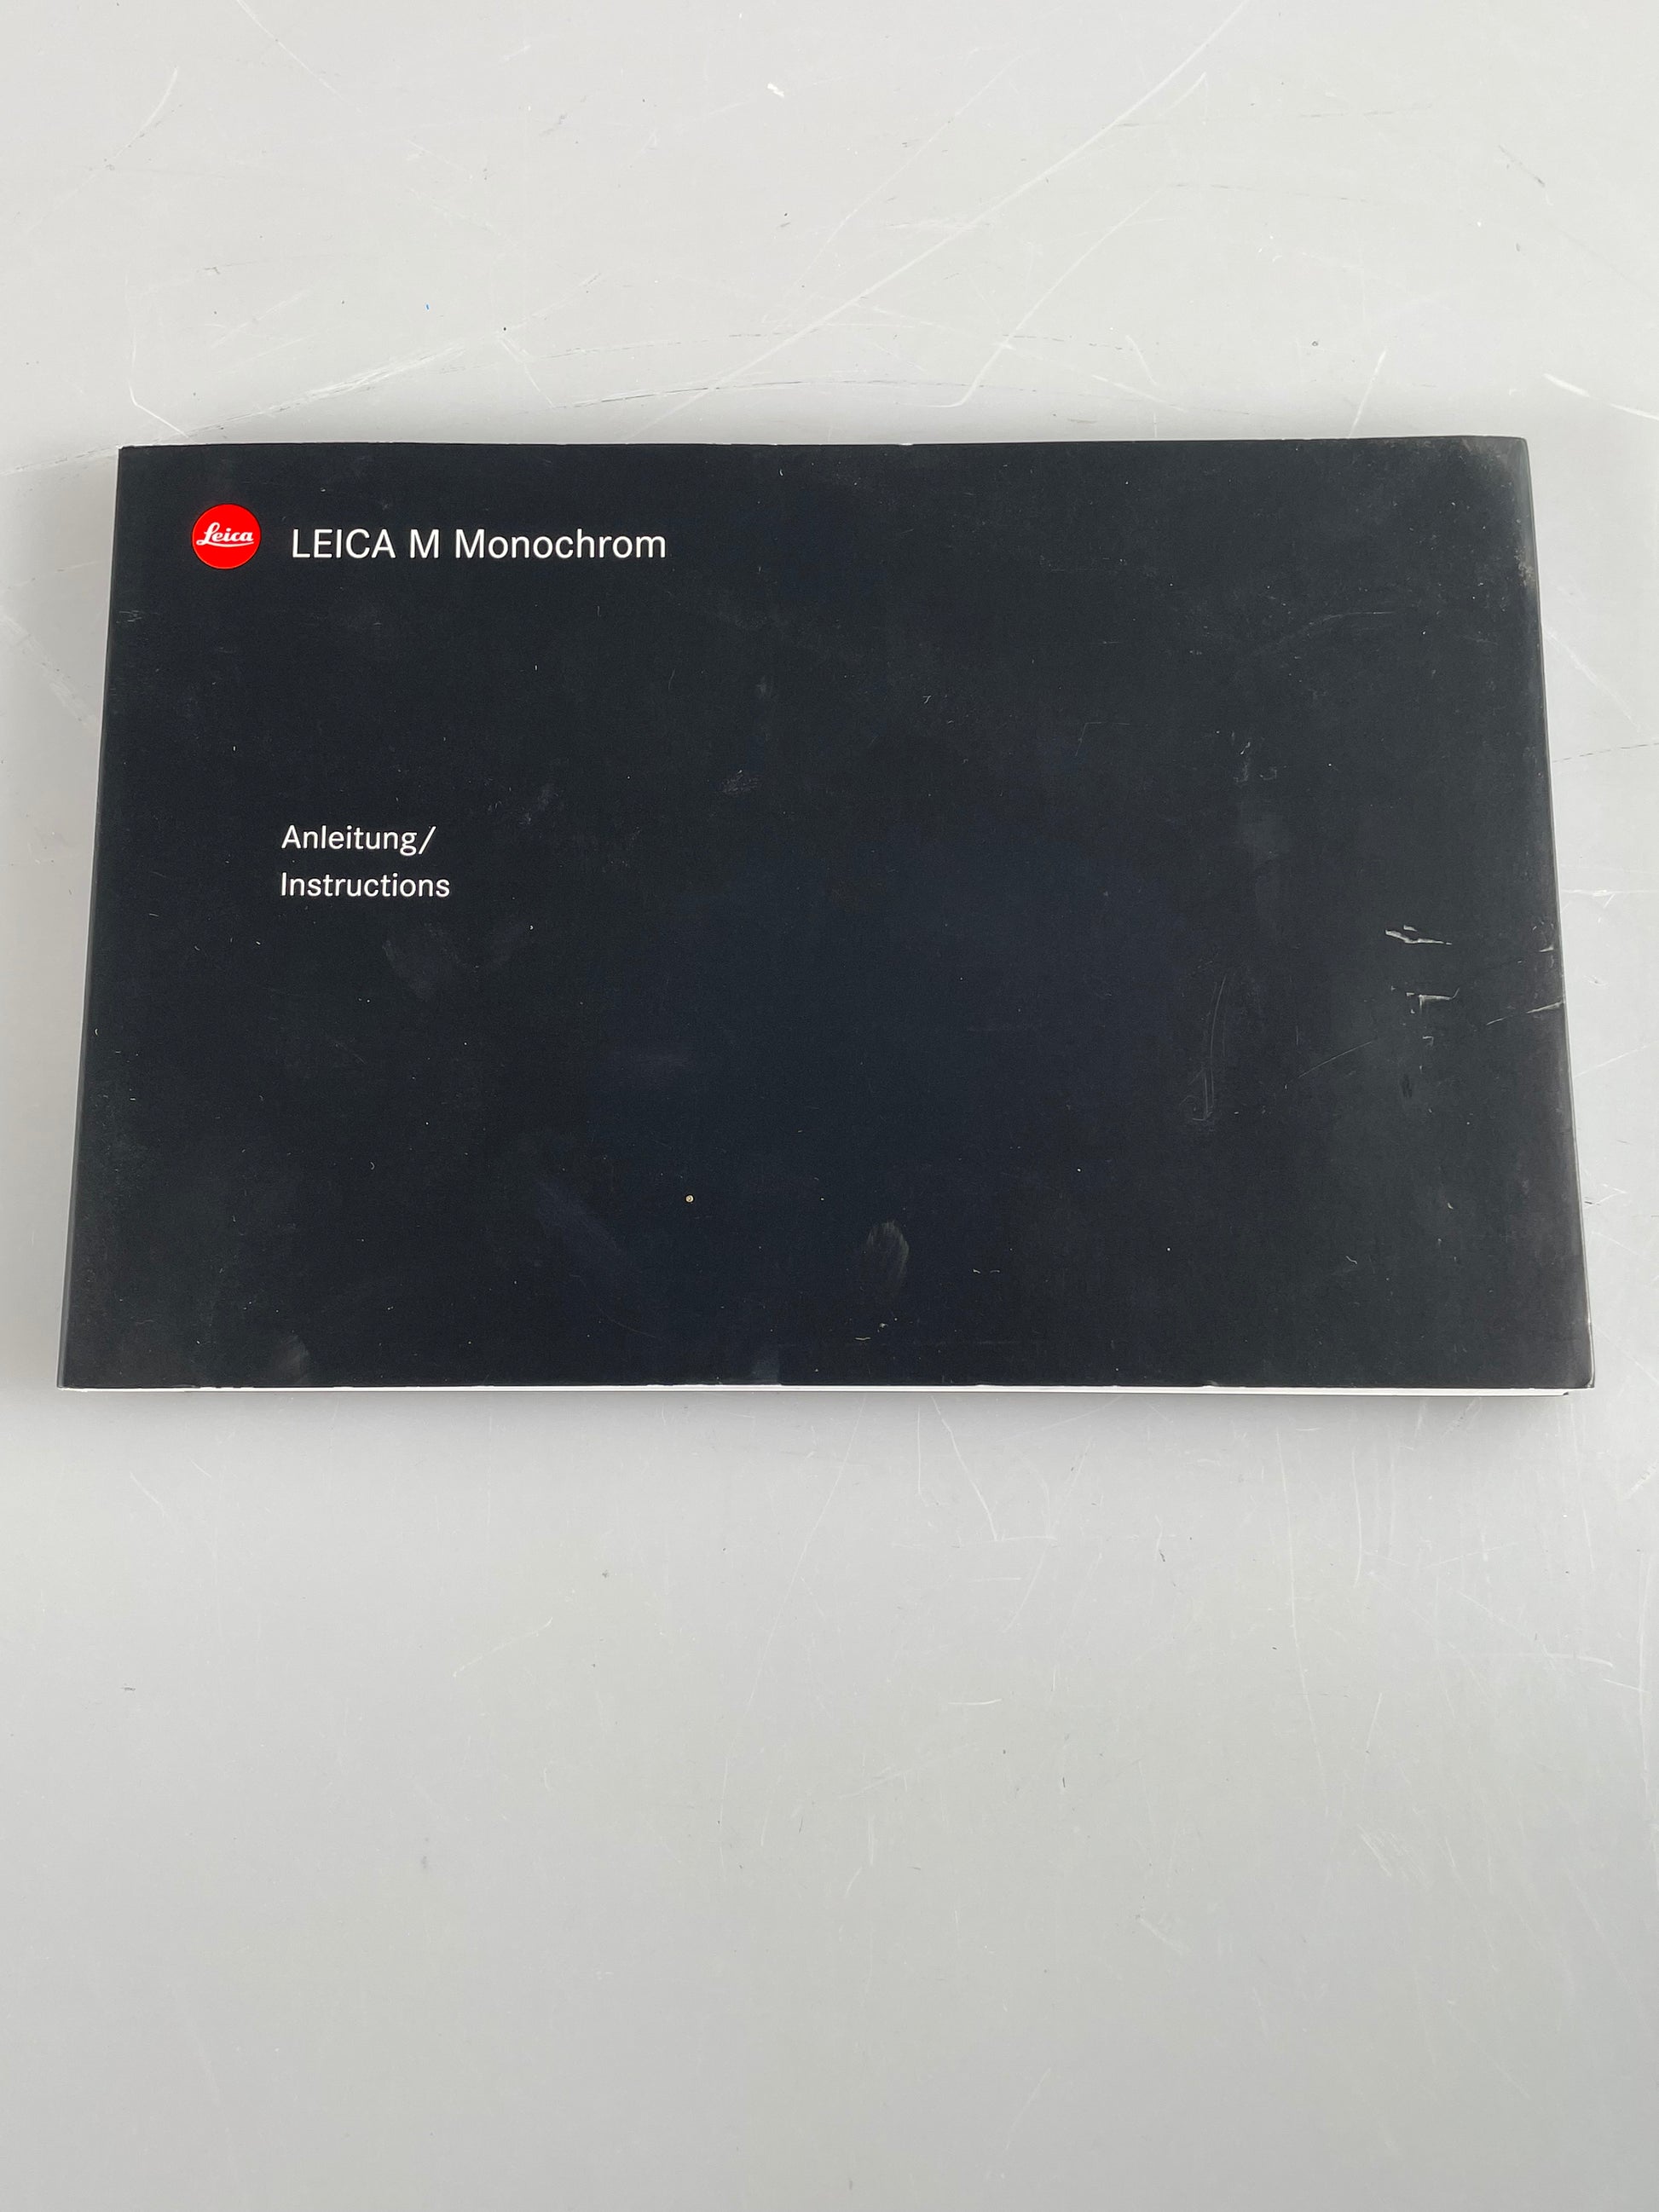 Leica LEICA M Monochrom
Anleitung/
Instructions